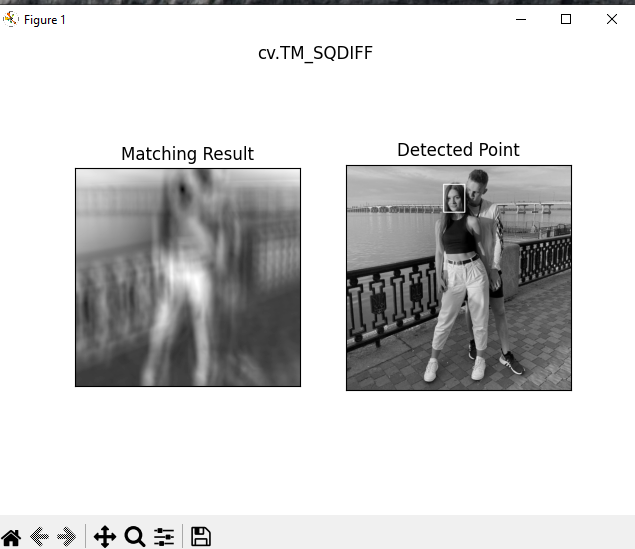 Figure 1
cv.TM_SQDIFF
Matching Result
Detected Point